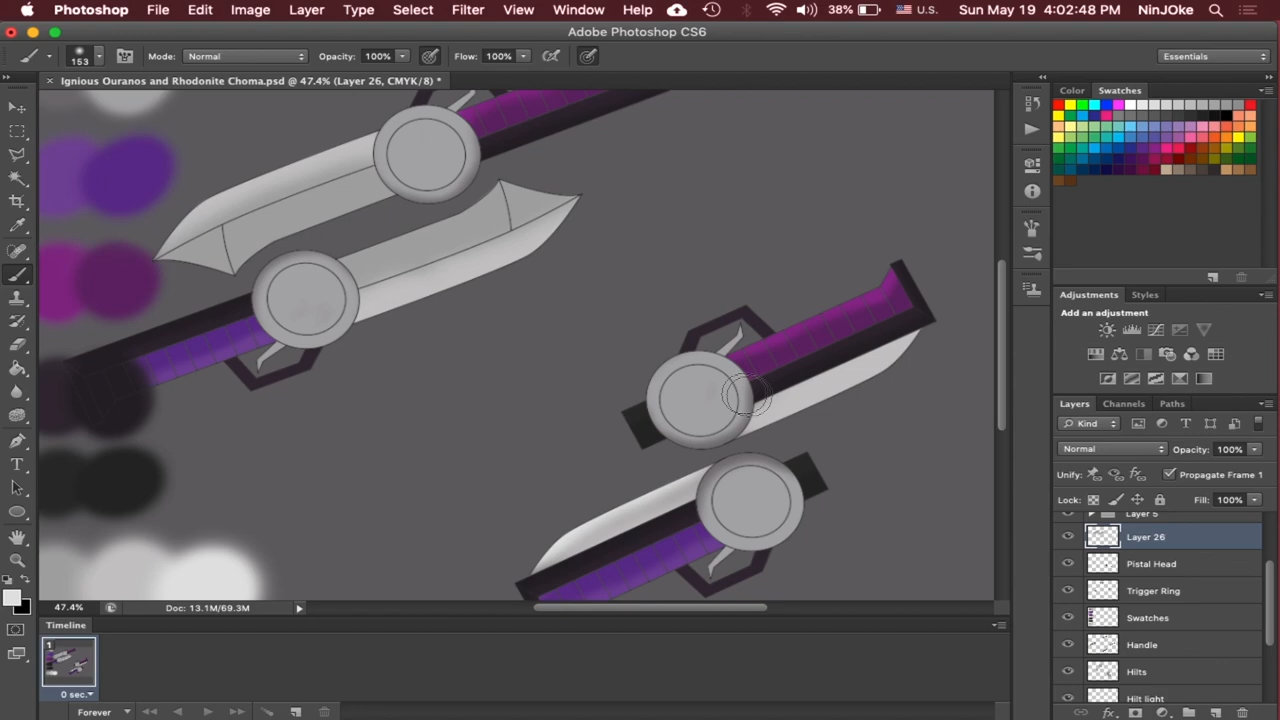 Photoshop File Edit Image Layer Type Select Filter View Window Help 38% U.S. Sun May 19 4:02:48 PM NinJOke
Adobe Photoshop CS6
153 Mode: Normal Opacity: 100% Flow: 100% Essentials
× Ignious Ouranos and Rhodonite Choma.psd @ 47.4% (Layer 26, CMYK/8) *
Color Swatches
Adjustments Styles
Add an adjustment
Layers Channels Paths
Kind
Normal Opacity: 100%
Unify: Propagate Frame 1
Lock: Fill: 100%
Layer 5
Layer 26
Pistal Head
Trigger Ring
Swatches
Handle
Hilts
Hilt light
47.4% Doc: 13.1M/69.3M
Timeline
1
0 sec.
Forever